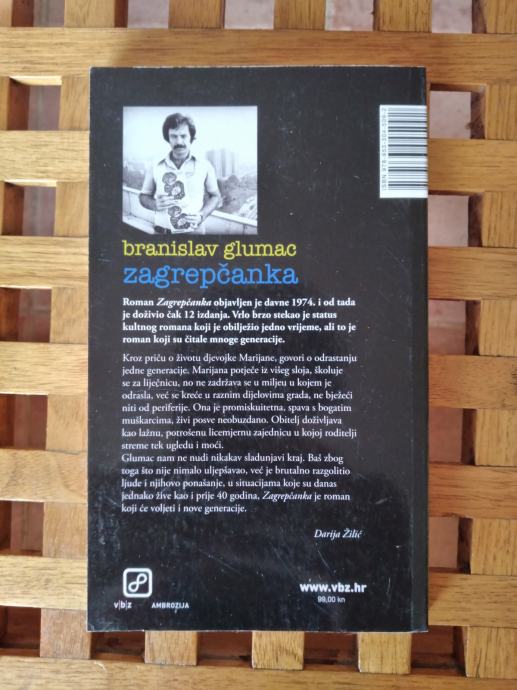 ISBN 978-953-304-509-2
branislav glumac
zagrepčanka
Roman Zagrepčanka objavljen je davne 1974. i od tada
je doživio čak 12 izdanja. Vrlo brzo stekao je status
kultnog romana koji je obilježio jedno vrijeme, ali to je
roman koji su čitale mnoge generacije.
Kroz priču o životu djevojke Marijane, govori o odrastanju
jedne generacije. Marijana potječe iz višeg sloja, školuje
se za liječnicu, no ne zadržava se u miljeu u kojem je
odrasla, već se kreće u raznim dijelovima grada, ne bježeći
niti od periferije. Ona je promiskuitetna, spava s bogatim
muškarcima, živi posve neobuzdano. Obitelj doživljava
kao lažnu, potrošenu licemjernu zajednicu u kojoj roditelji
streme tek ugledu i moći.
Glumac nam ne nudi nikakav sladunjavi kraj. Baš zbog
toga što nije nimalo uljepšavao, već je brutalno razgolitio
ljude i njihovo ponašanje, u situacijama koje su danas
jednako žive kao i prije 40 godina, Zagrepčanka je roman
koji će voljeti i nove generacije.
Darija Žilić
v|b|z
AMBROZIJA
www.vbz.hr
99,00 kn